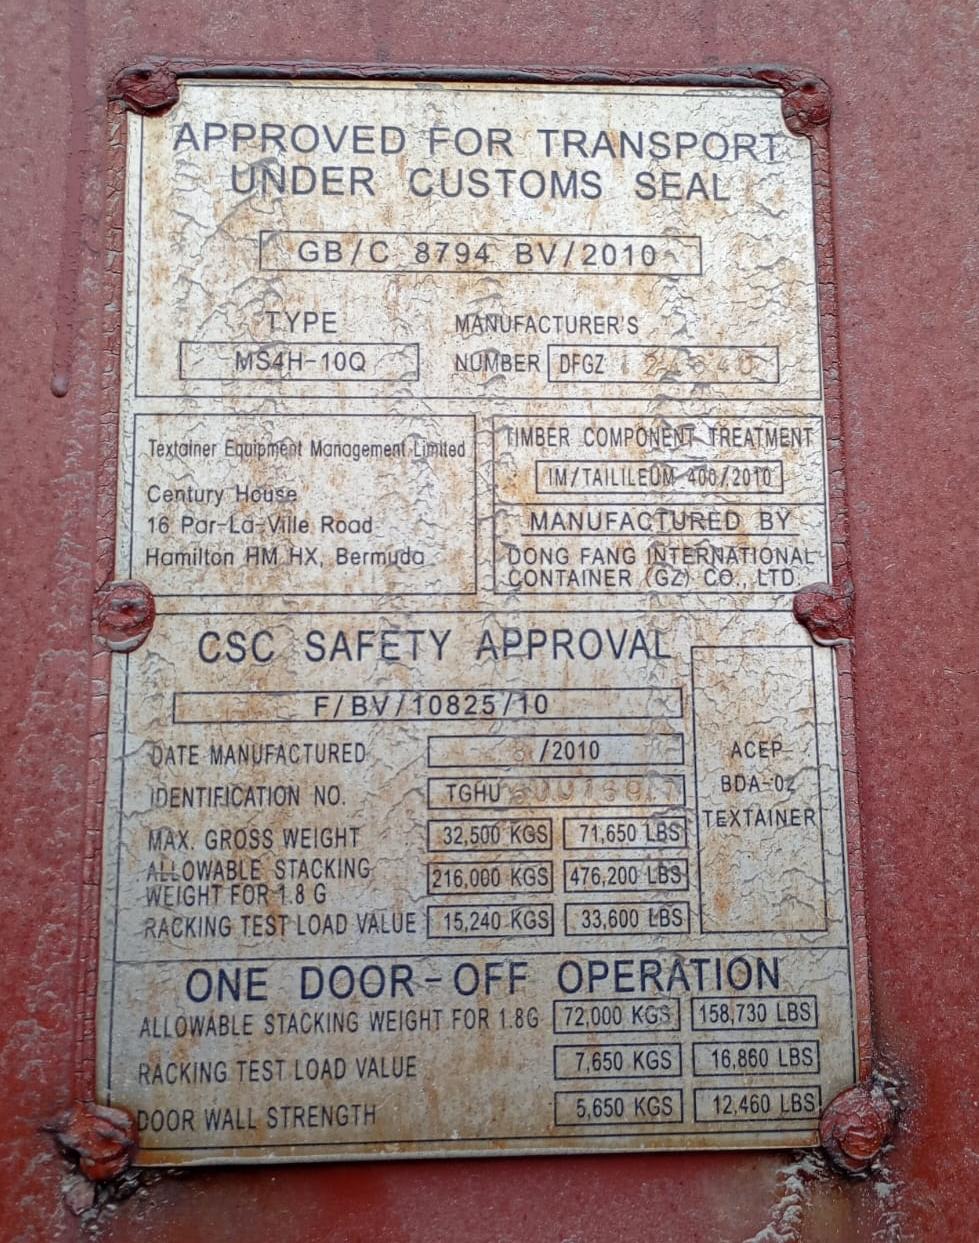 APPROVED FOR TRANSPORT
UNDER CUSTOMS SEAL
GB/C 8794 BV/2010
TYPE
MS4H-10Q
MANUFACTURER'S
NUMBER DFGZ
Textainer Equipment Management Limited
Century House
16 Par-La-Ville Road
Hamilton HM HX, Bermuda
TIMBER COMPONENT TREATMENT
IM/TAILILEUM 400/2010
MANUFACTURED BY
DONG FANG INTERNATIONAL
CONTAINER (GZ) CO., LTD.
CSC SAFETY APPROVAL
F/BV/10825/10
DATE MANUFACTURED /2010
IDENTIFICATION NO. TGHU
MAX. GROSS WEIGHT 32,500 KGS 71,650 LBS
ALLOWABLE STACKING
WEIGHT FOR 1.8 G 216,000 KGS 476,200 LBS
RACKING TEST LOAD VALUE 15,240 KGS 33,600 LBS
ACEP
BDA-02
TEXTAINER
ONE DOOR-OFF OPERATION
ALLOWABLE STACKING WEIGHT FOR 1.8G 72,000 KGS 158,730 LBS
RACKING TEST LOAD VALUE 7,650 KGS 16,860 LBS
DOOR WALL STRENGTH 5,650 KGS 12,460 LBS